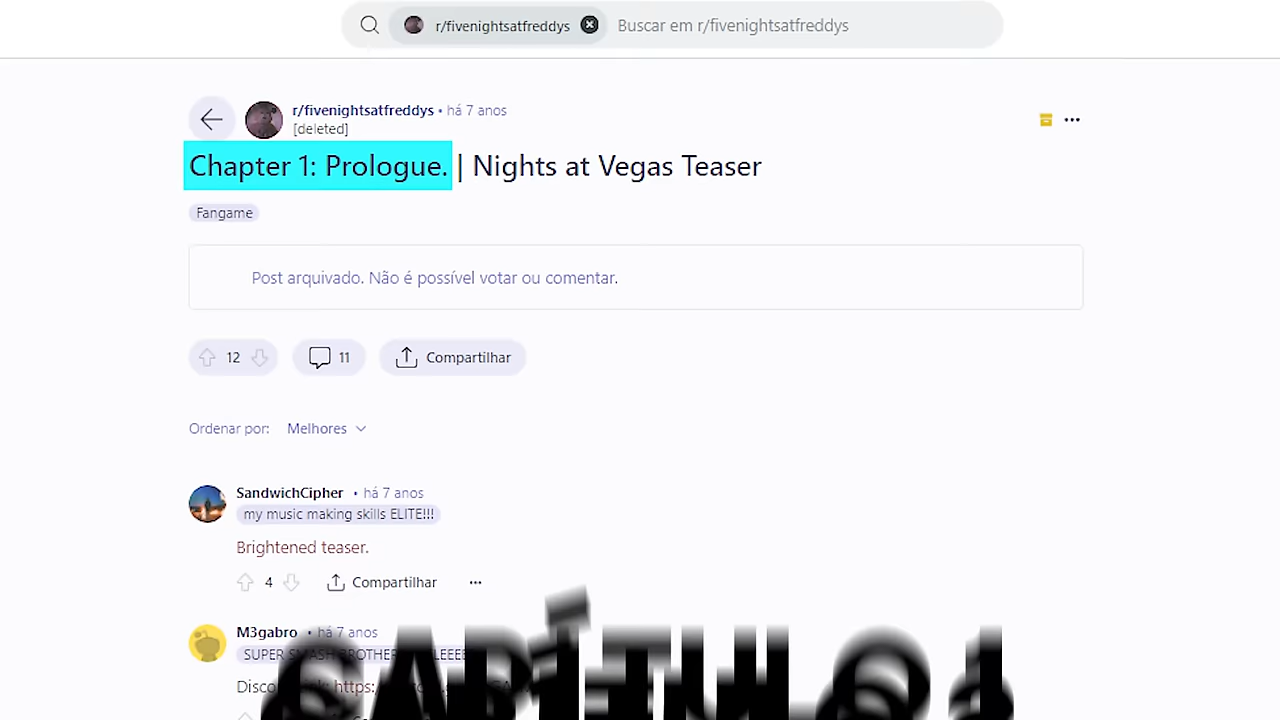 r/fivenightsatfreddys
Buscar em r/fivenightsatfreddys
r/fivenightsatfreddys • há 7 anos
[deleted]
Chapter 1: Prologue. | Nights at Vegas Teaser
Fangame
Post arquivado. Não é possível votar ou comentar.
12
11
Compartilhar
Ordenar por: Melhores
SandwichCipher • há 7 anos
my music making skills ELITE!!!
Brightened teaser.
4
Compartilhar
M3gabro • há 7 anos
SUPER SMASH BROTHER
CAPÍTULO 1